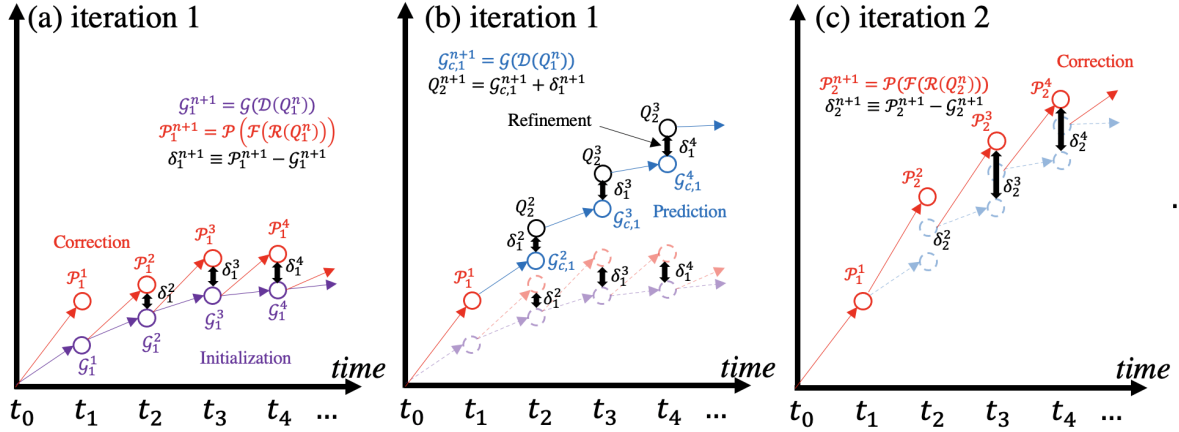 (a) iteration 1
𝒢₁ⁿ⁺¹ = 𝒢(𝒟(Q₁ⁿ))
𝒫₁ⁿ⁺¹ = 𝒫(ℱ(ℛ(Q₁ⁿ)))
δ₁ⁿ⁺¹ ≡ 𝒫₁ⁿ⁺¹ − 𝒢₁ⁿ⁺¹
Correction
𝒫₁¹ 𝒫₁² 𝒫₁³ 𝒫₁⁴
δ₁² δ₁³ δ₁⁴
𝒢₁¹ 𝒢₁² 𝒢₁³ 𝒢₁⁴
Initialization
time
t₀ t₁ t₂ t₃ t₄ ...
(b) iteration 1
𝒢c,₁ⁿ⁺¹ = 𝒢(𝒟(Q₁ⁿ))
Q₂ⁿ⁺¹ = 𝒢c,₁ⁿ⁺¹ + δ₁ⁿ⁺¹
Refinement
Q₂³
δ₁⁴
Q₂³
𝒢c,₁⁴
δ₁³
Q₂²
𝒢c,₁³
Prediction
δ₁²
𝒢c,₁²
𝒫₁¹
δ₁² δ₁³ δ₁⁴
time
t₀ t₁ t₂ t₃ t₄ ...
(c) iteration 2
Correction
𝒫₂ⁿ⁺¹ = 𝒫(ℱ(ℛ(Q₂ⁿ)))
δ₂ⁿ⁺¹ ≡ 𝒫₂ⁿ⁺¹ − 𝒢₂ⁿ⁺¹
𝒫₂⁴
𝒫₂³
δ₂⁴
𝒫₂²
δ₂³
δ₂²
𝒫₁¹
time
t₀ t₁ t₂ t₃ t₄ ...
.